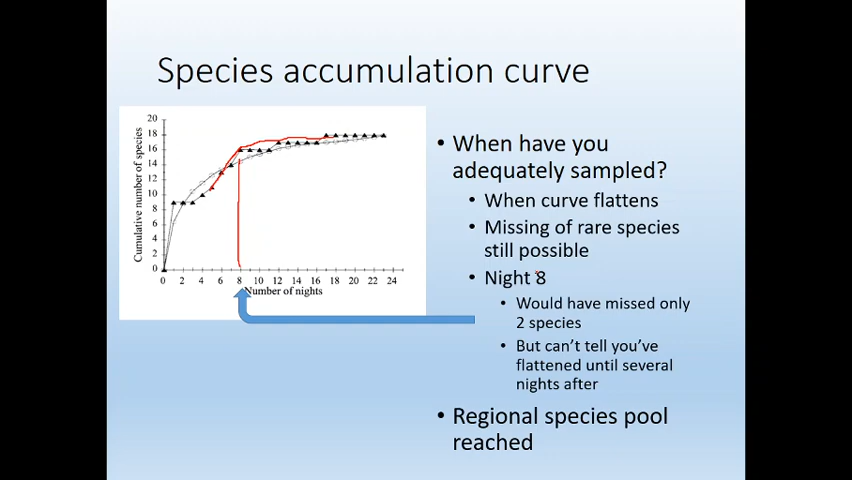 Species accumulation curve
20
18
16
14
12
10
8
6
4
2
0
Cumulative number of species
0 2 4 6 8 10 12 14 16 18 20 22 24
Number of nights
• When have you
adequately sampled?
• When curve flattens
• Missing of rare species
still possible
• Night 8
• Would have missed only
2 species
• But can't tell you've
flattened until several
nights after
• Regional species pool
reached